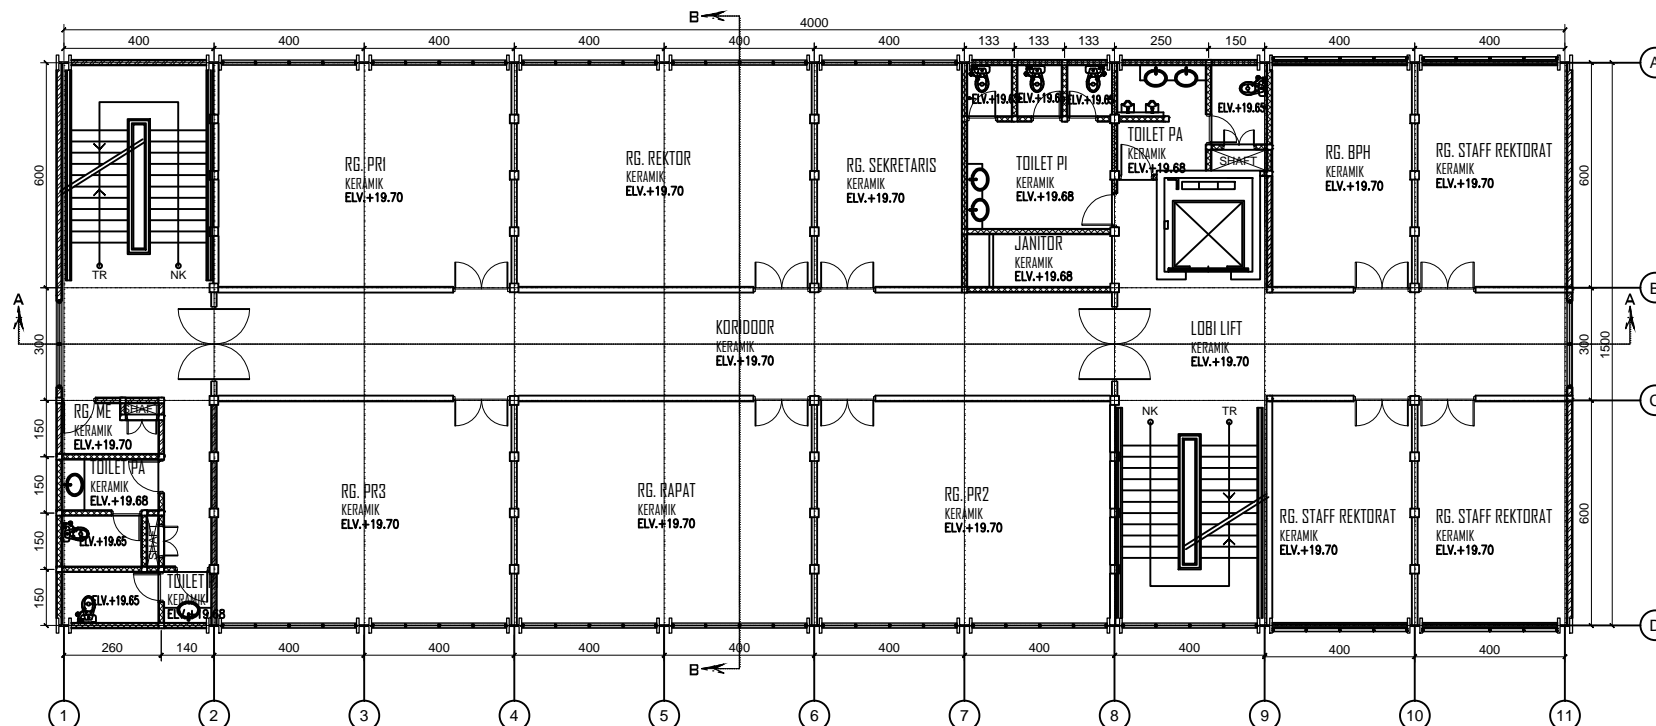 B
4000
400
400
400
400
400
400
133
133
133
250
150
400
400
A
ELV.+19.65
ELV.+19.65
ELV.+19.65
ELV.+19.65
TOILET PA
KERAMIK
ELV.+19.68
SHAFT
RG. PR1
KERAMIK
ELV.+19.70
RG. REKTOR
KERAMIK
ELV.+19.70
RG. SEKRETARIS
KERAMIK
ELV.+19.70
TOILET PI
KERAMIK
ELV.+19.68
RG. BPH
KERAMIK
ELV.+19.70
RG. STAFF REKTORAT
KERAMIK
ELV.+19.70
600
600
JANITOR
KERAMIK
ELV.+19.68
TR
NK
A
A
KORIDOOR
KERAMIK
ELV.+19.70
LOBI LIFT
KERAMIK
ELV.+19.70
300
300
1500
C
RG. ME
KERAMIK
ELV.+19.70
SHAFT
NK
TR
150
TOILET PA
KERAMIK
ELV.+19.68
150
RG. PR3
KERAMIK
ELV.+19.70
RG. RAPAT
KERAMIK
ELV.+19.70
RG. PR2
KERAMIK
ELV.+19.70
RG. STAFF REKTORAT
KERAMIK
ELV.+19.70
RG. STAFF REKTORAT
KERAMIK
ELV.+19.70
600
150
ELV.+19.65
SHAFT
150
ELV.+19.65
TOILET
KERAMIK
ELV.+19.68
D
260
140
400
400
400
400
400
400
400
400
400
B
1
2
3
4
5
6
7
8
9
10
11